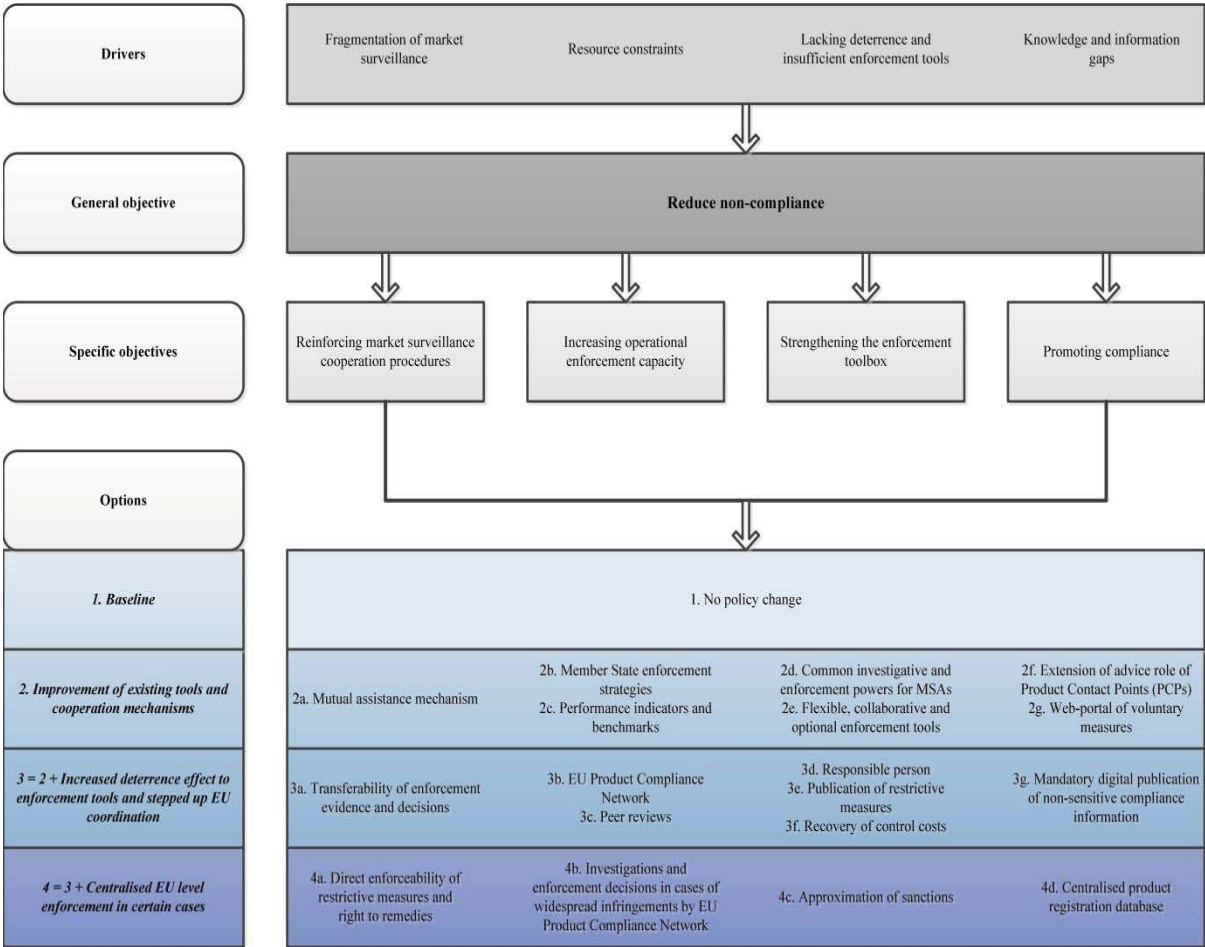 Drivers
Fragmentation of market
surveillance
Resource constraints
Lacking deterrence and
insufficient enforcement tools
Knowledge and information
gaps
General objective
Reduce non-compliance
Specific objectives
Reinforcing market surveillance
cooperation procedures
Increasing operational
enforcement capacity
Strengthening the enforcement
toolbox
Promoting compliance
Options
1. Baseline
1. No policy change
2. Improvement of existing tools and
cooperation mechanisms
2a. Mutual assistance mechanism
2b. Member State enforcement
strategies
2c. Performance indicators and
benchmarks
2d. Common investigative and
enforcement powers for MSAs
2e. Flexible, collaborative and
optional enforcement tools
2f. Extension of advice role of
Product Contact Points (PCPs)
2g. Web-portal of voluntary
measures
3 = 2 + Increased deterrence effect to
enforcement tools and stepped up EU
coordination
3a. Transferability of enforcement
evidence and decisions
3b. EU Product Compliance
Network
3c. Peer reviews
3d. Responsible person
3e. Publication of restrictive
measures
3f. Recovery of control costs
3g. Mandatory digital publication
of non-sensitive compliance
information
4 = 3 + Centralised EU level
enforcement in certain cases
4a. Direct enforceability of
restrictive measures and
right to remedies
4b. Investigations and
enforcement decisions in cases of
widespread infringements by EU
Product Compliance Network
4c. Approximation of sanctions
4d. Centralised product
registration database